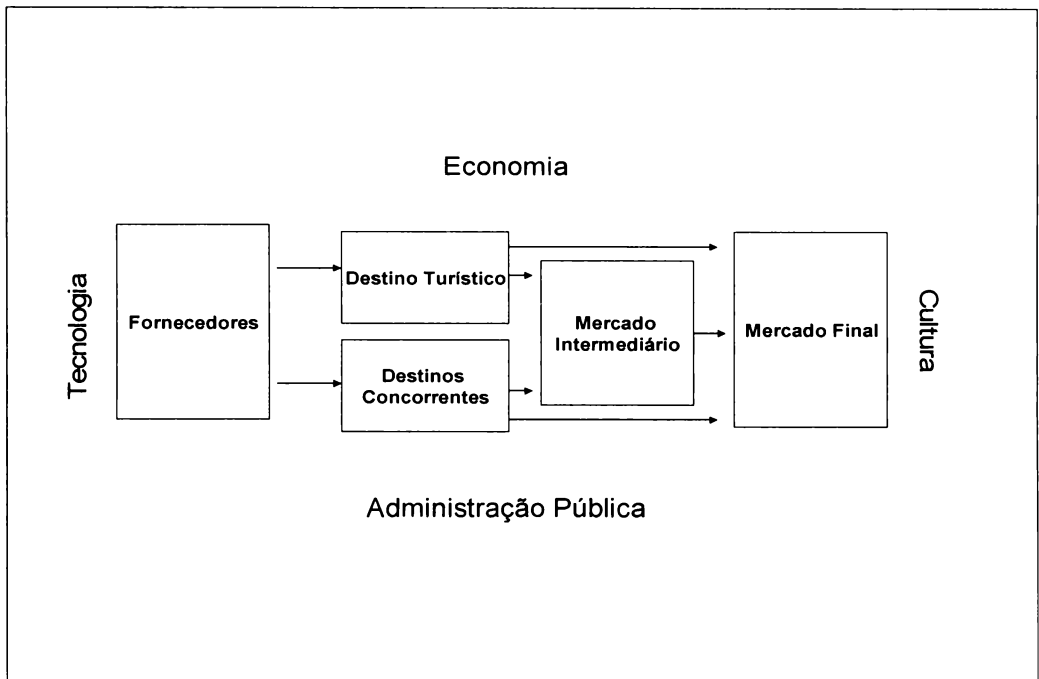 Economia
Tecnologia
Fornecedores
Destino Turístico
Destinos
Concorrentes
Mercado
Intermediário
Mercado Final
Cultura
Administração Pública